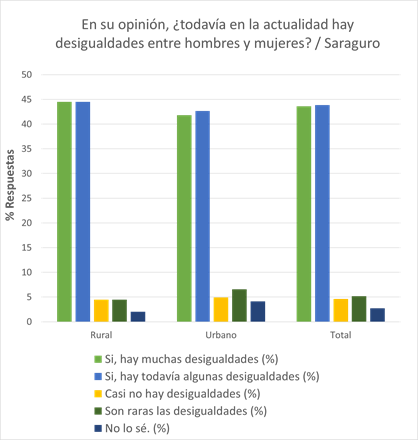 En su opinión, ¿todavía en la actualidad hay
desigualdades entre hombres y mujeres? / Saraguro
% Respuestas
50
45
40
35
30
25
20
15
10
5
0
Rural Urbano Total
Si, hay muchas desigualdades (%)
Si, hay todavía algunas desigualdades (%)
Casi no hay desigualdades (%)
Son raras las desigualdades (%)
No lo sé. (%)